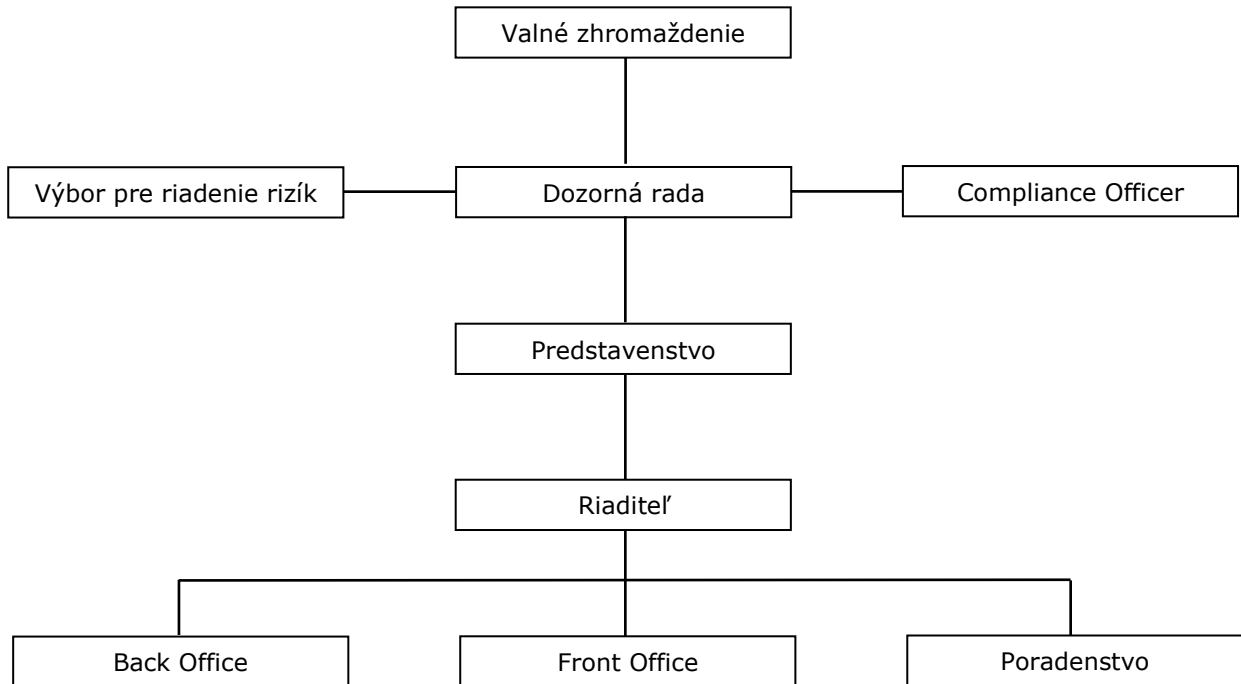 Valné zhromaždenie
Výbor pre riadenie rizík
Dozorná rada
Compliance Officer
Predstavenstvo
Riaditeľ
Back Office
Front Office
Poradenstvo